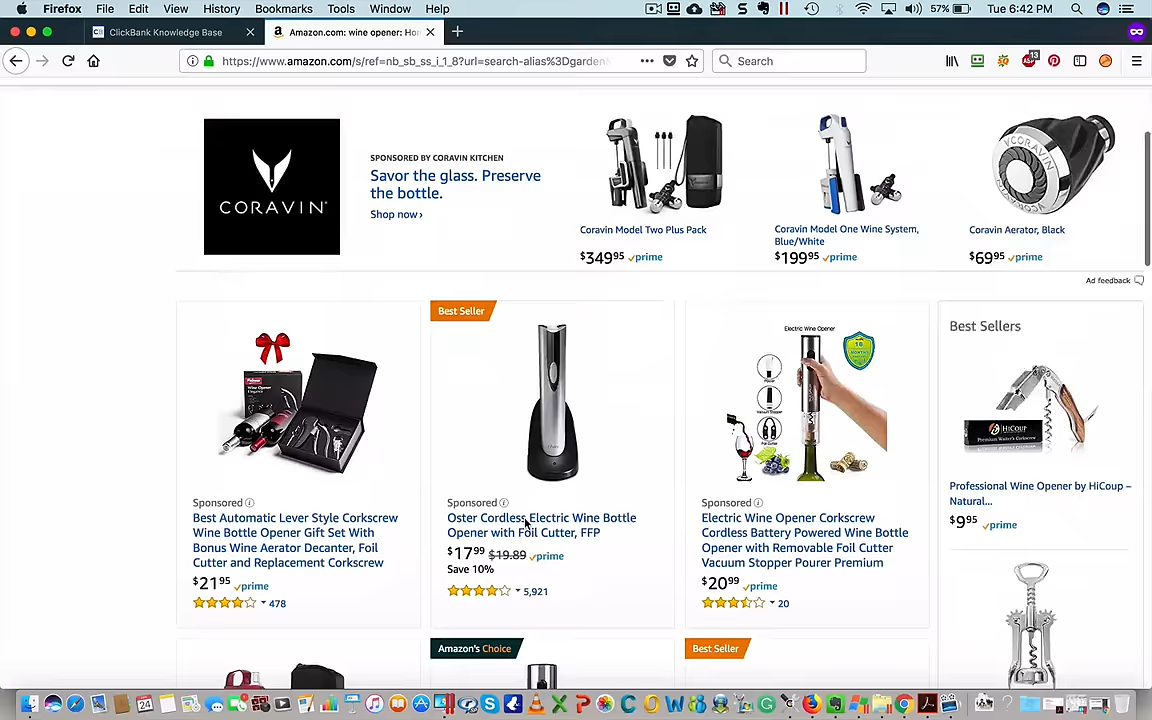 Firefox File Edit View History Bookmarks Tools Window Help 57% Tue 6:42 PM
ClickBank Knowledge Base
Amazon.com: wine opener: Ho
https://www.amazon.com/s/ref=nb_sb_ss_i_1_8?url=search-alias%3Dgarden
Search
CORAVIN
SPONSORED BY CORAVIN KITCHEN
Savor the glass. Preserve
the bottle.
Shop now ›
Coravin Model Two Plus Pack
$349.95 prime
Coravin Model One Wine System,
Blue/White
$199.95 prime
Coravin Aerator, Black
$69.95 prime
Ad feedback
Sponsored
Best Automatic Lever Style Corkscrew
Wine Bottle Opener Gift Set With
Bonus Wine Aerator Decanter, Foil
Cutter and Replacement Corkscrew
$21.95 prime
478
Best Seller
Sponsored
Oster Cordless Electric Wine Bottle
Opener with Foil Cutter, FFP
$17.99 $19.89 prime
Save 10%
5,921
Electric Wine Opener
Sponsored
Electric Wine Opener Corkscrew
Cordless Battery Powered Wine Bottle
Opener with Removable Foil Cutter
Vacuum Stopper Pourer Premium
$20.99 prime
20
Best Sellers
HiCOUP
Premium Waiter's Corkscrew
Professional Wine Opener by HiCoup –
Natural...
$9.95 prime
Amazon's Choice
Best Seller